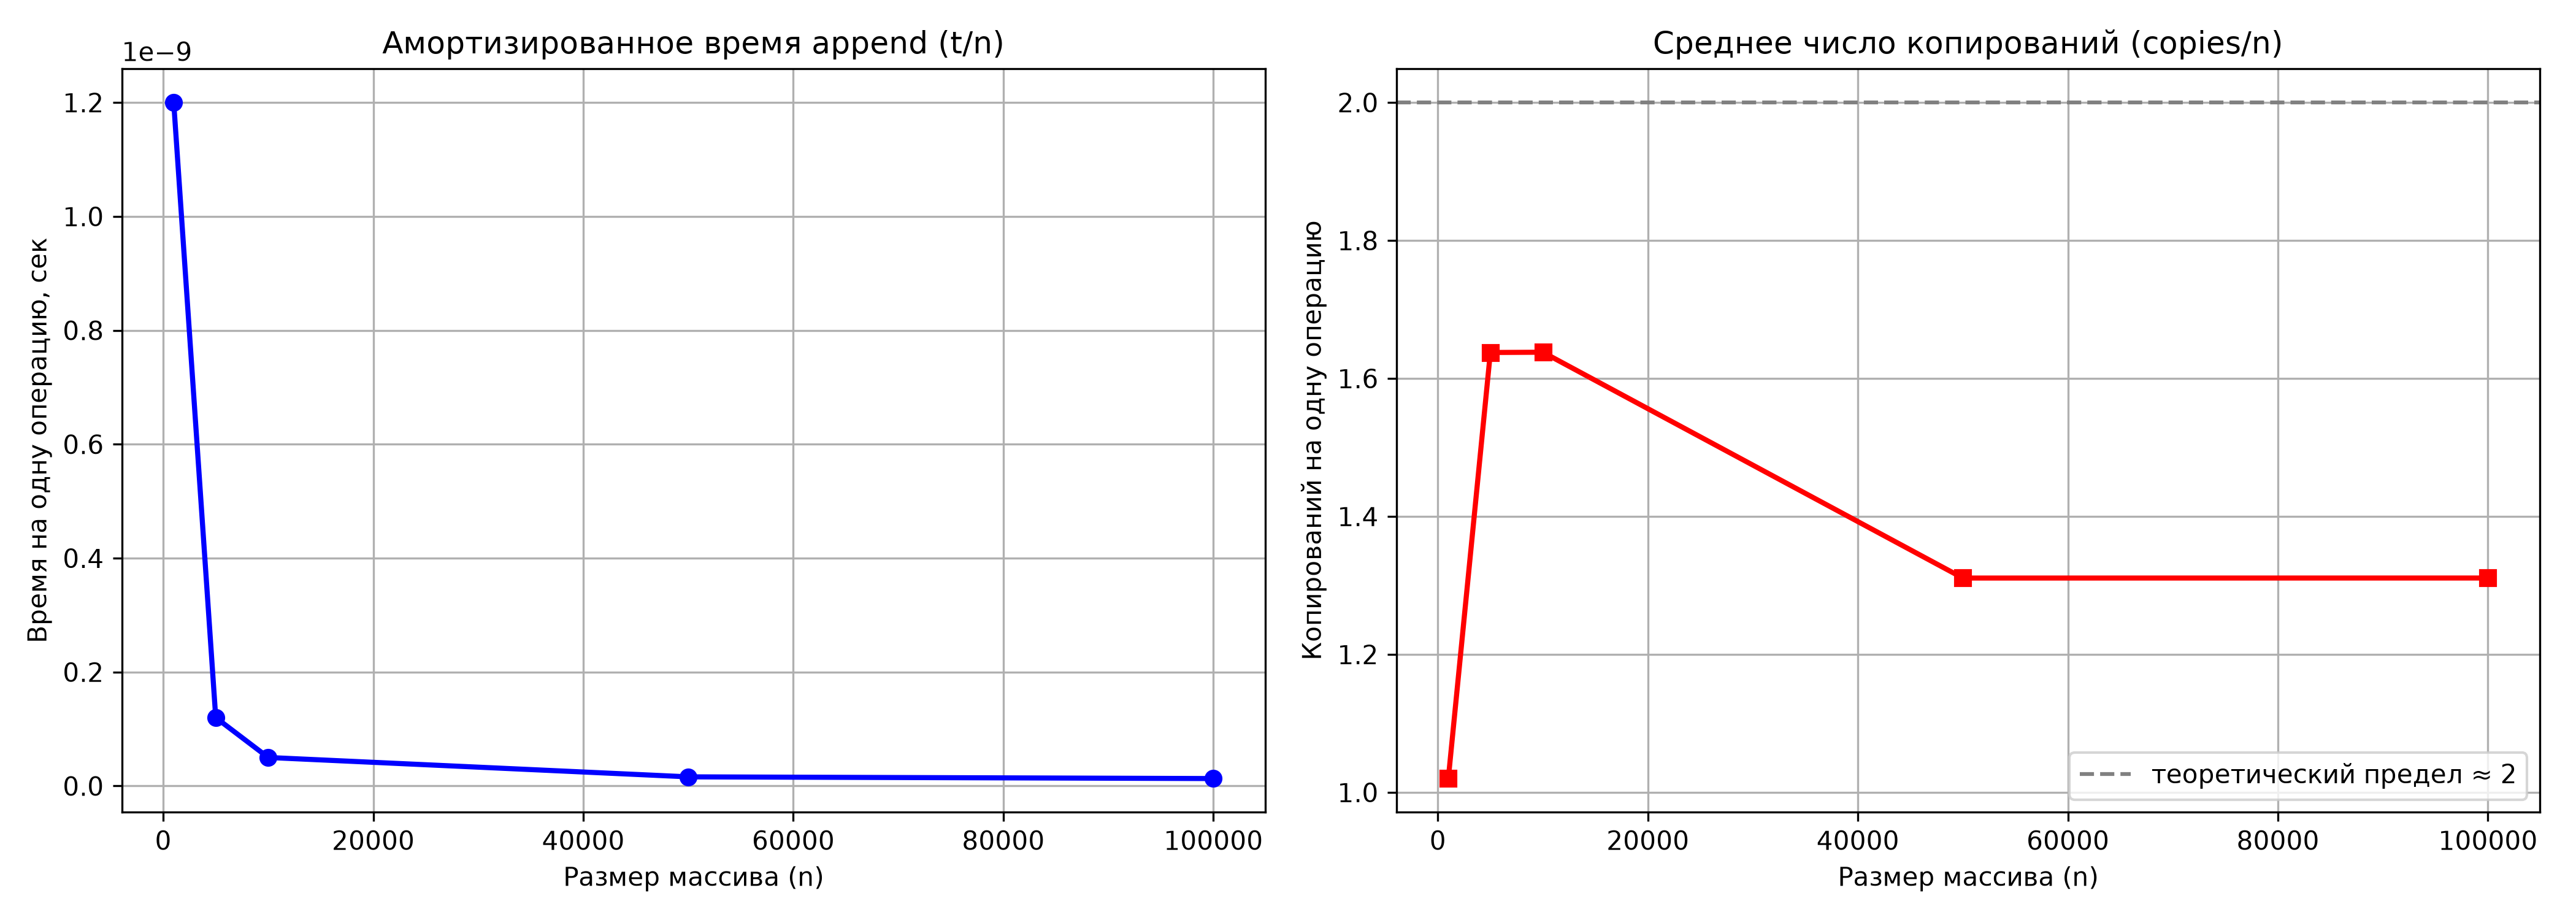 Амортизированное время append (t/n)
1e−9
1.2
1.0
0.8
0.6
0.4
0.2
0.0
Время на одну операцию, сек
0 20000 40000 60000 80000 100000
Размер массива (n)
Среднее число копирований (copies/n)
2.0
1.8
1.6
1.4
1.2
1.0
Копирований на одну операцию
теоретический предел ≈ 2
0 20000 40000 60000 80000 100000
Размер массива (n)